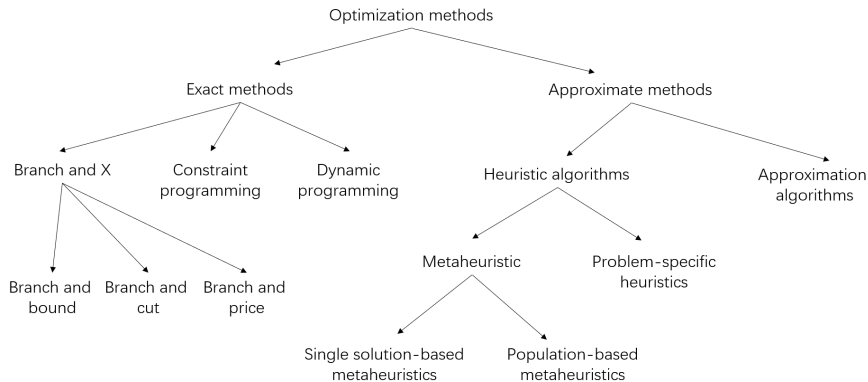 Optimization methods
Exact methods
Approximate methods
Branch and X
Constraint
programming
Dynamic
programming
Heuristic algorithms
Approximation
algorithms
Branch and
bound
Branch and
cut
Branch and
price
Metaheuristic
Problem-specific
heuristics
Single solution-based
metaheuristics
Population-based
metaheuristics